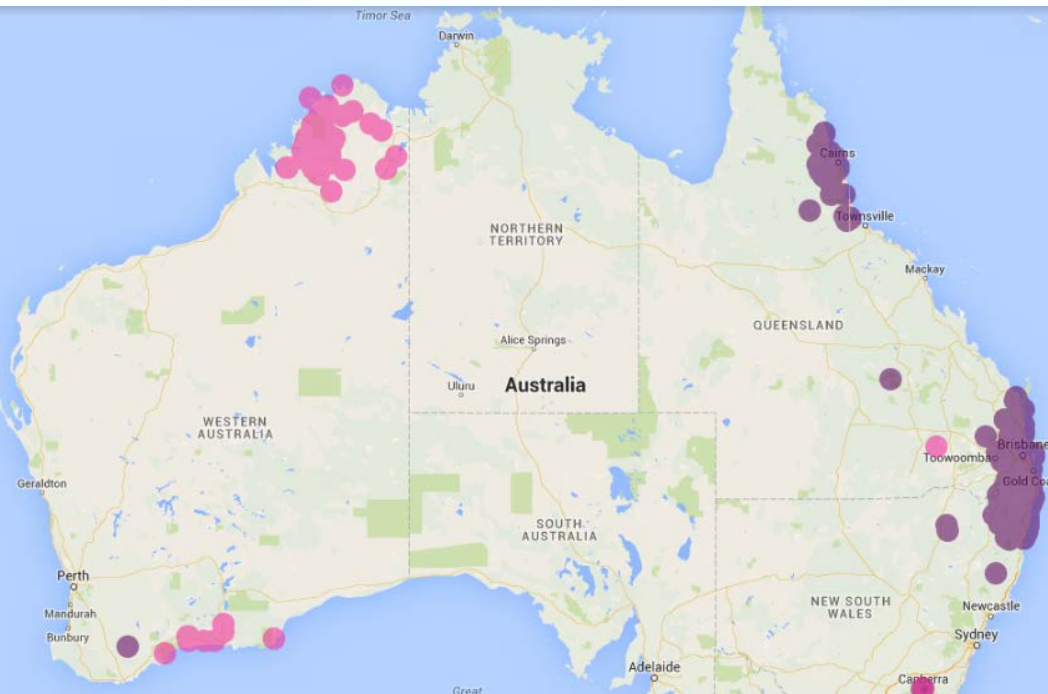 Timor Sea
Darwin
Cairns
Townsville
NORTHERN
TERRITORY
Mackay
QUEENSLAND
Alice Springs
Uluru
Australia
WESTERN
AUSTRALIA
Brisbane
Toowoomba
Geraldton
Gold Coa
SOUTH
AUSTRALIA
Perth
Mandurah
NEW SOUTH
WALES
Newcastle
Bunbury
Sydney
Adelaide
Canberra
Great